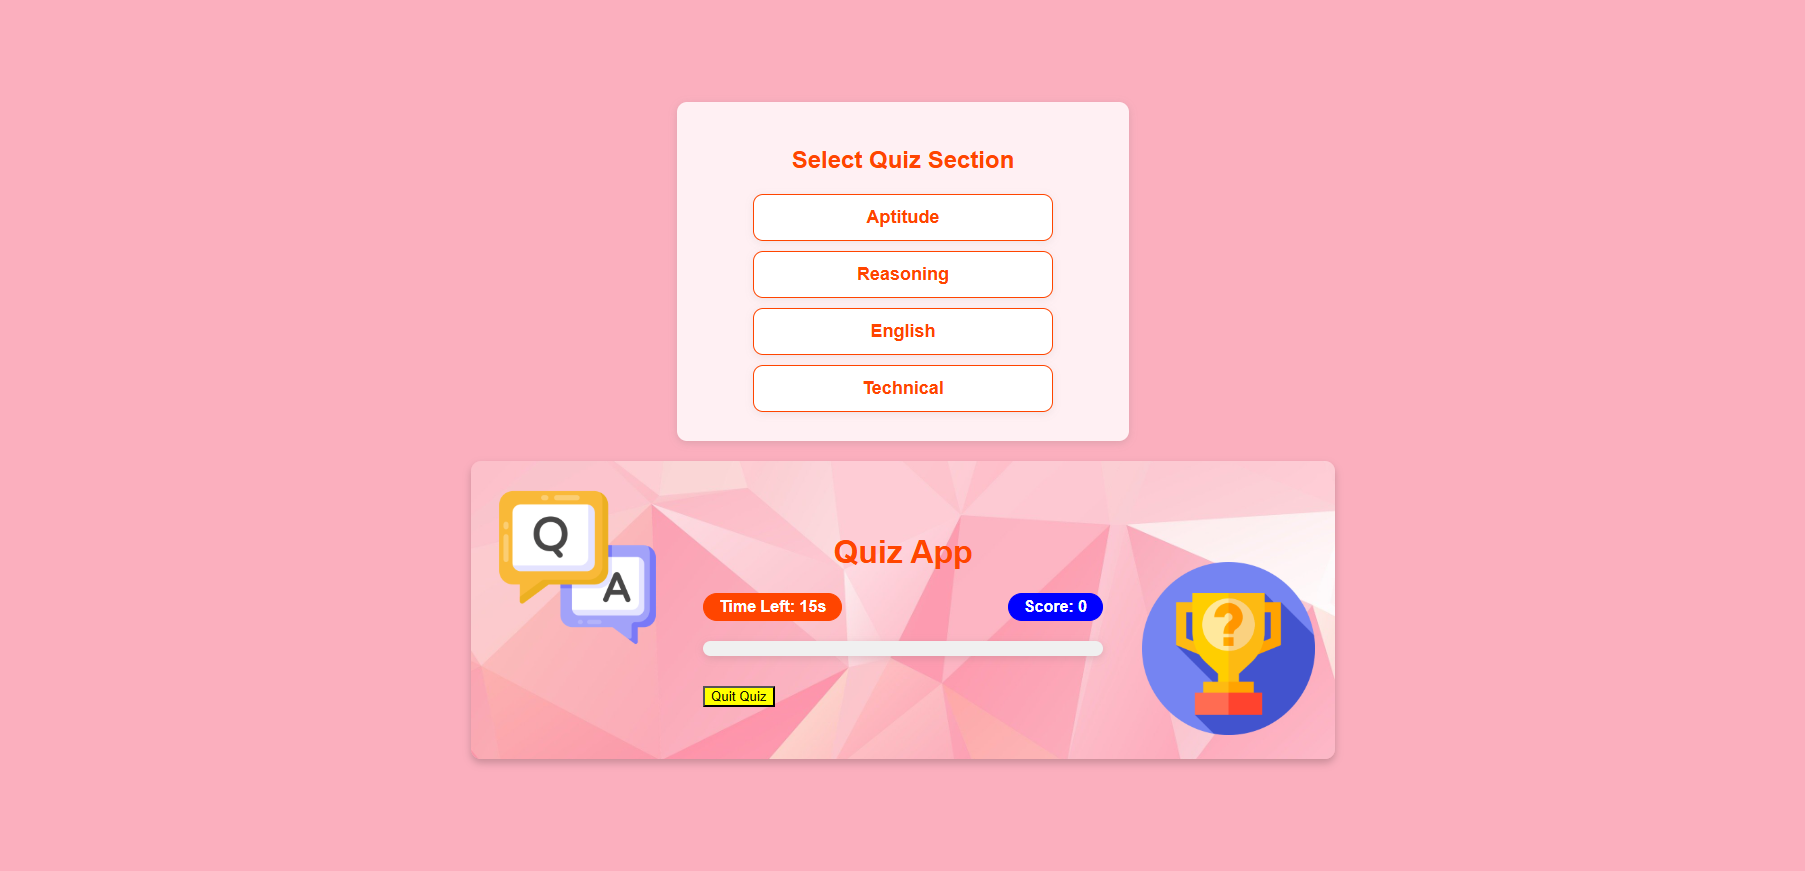 Select Quiz Section
Aptitude
Reasoning
English
Technical
Q
A
Quiz App
Time Left: 15s
Score: 0
?
Quit Quiz